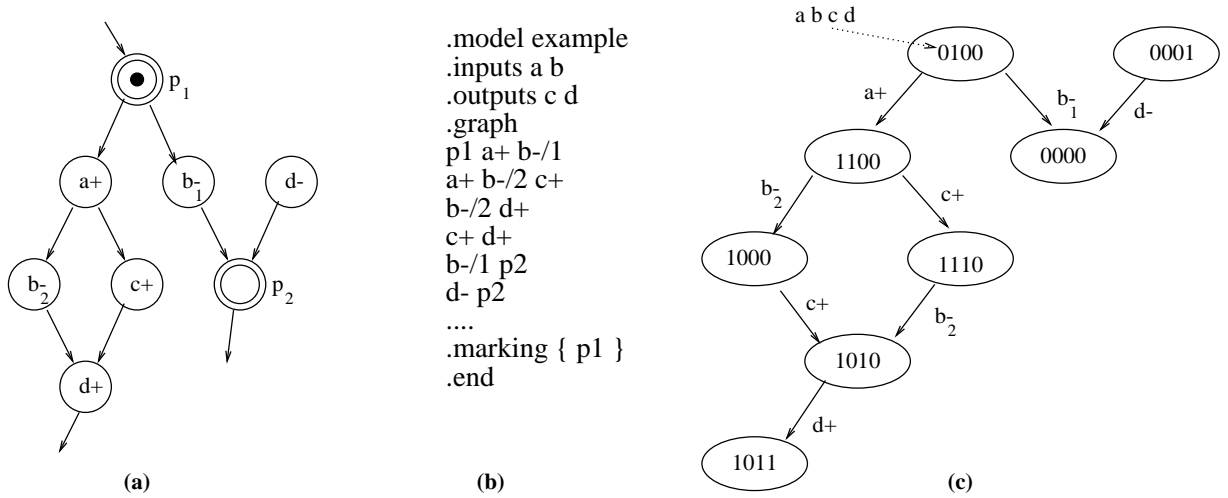 p1
a+
b-1
d-
b-2
c+
p2
d+
(a)
.model example
.inputs a b
.outputs c d
.graph
p1 a+ b-/1
a+ b-/2 c+
b-/2 d+
c+ d+
b-/1 p2
d- p2
....
.marking { p1 }
.end
(b)
a b c d
0100
0001
a+
b-1
d-
1100
0000
b-2
c+
1000
1110
c+
b-2
1010
d+
1011
(c)